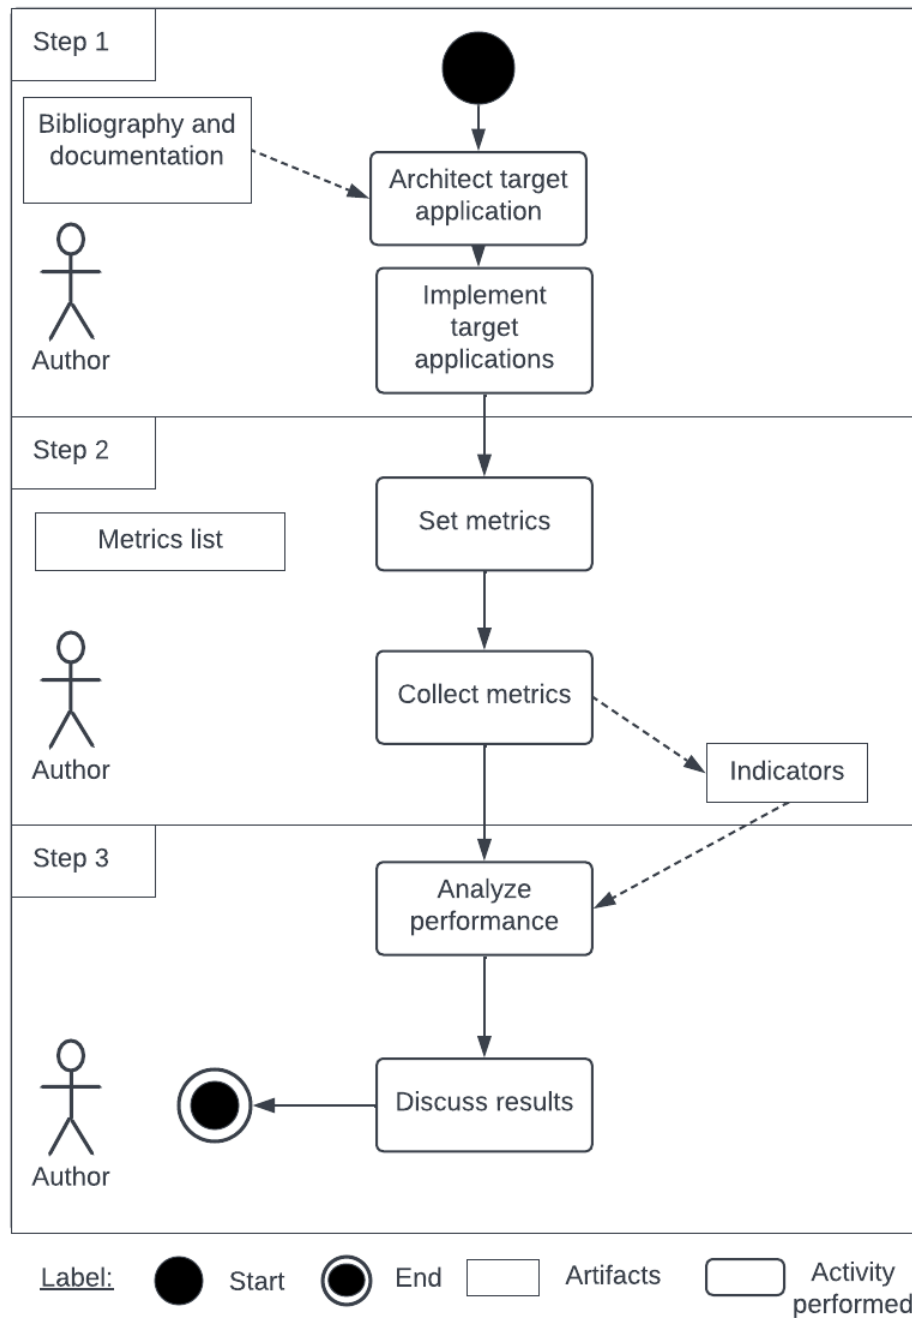 Step 1
Bibliography and
documentation
Architect target
application
Implement
target
applications
Author
Step 2
Set metrics
Metrics list
Collect metrics
Author
Indicators
Step 3
Analyze
performance
Discuss results
Author
Label:
Start
End
Artifacts
Activity
performed